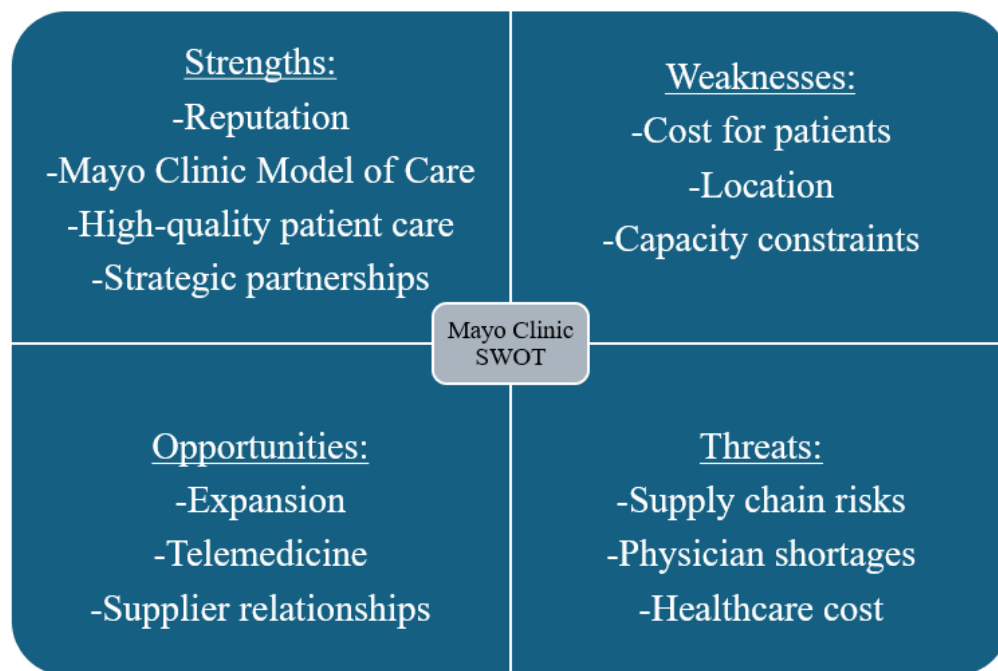 Strengths:
-Reputation
-Mayo Clinic Model of Care
-High-quality patient care
-Strategic partnerships
Weaknesses:
-Cost for patients
-Location
-Capacity constraints
Mayo Clinic
SWOT
Opportunities:
-Expansion
-Telemedicine
-Supplier relationships
Threats:
-Supply chain risks
-Physician shortages
-Healthcare cost